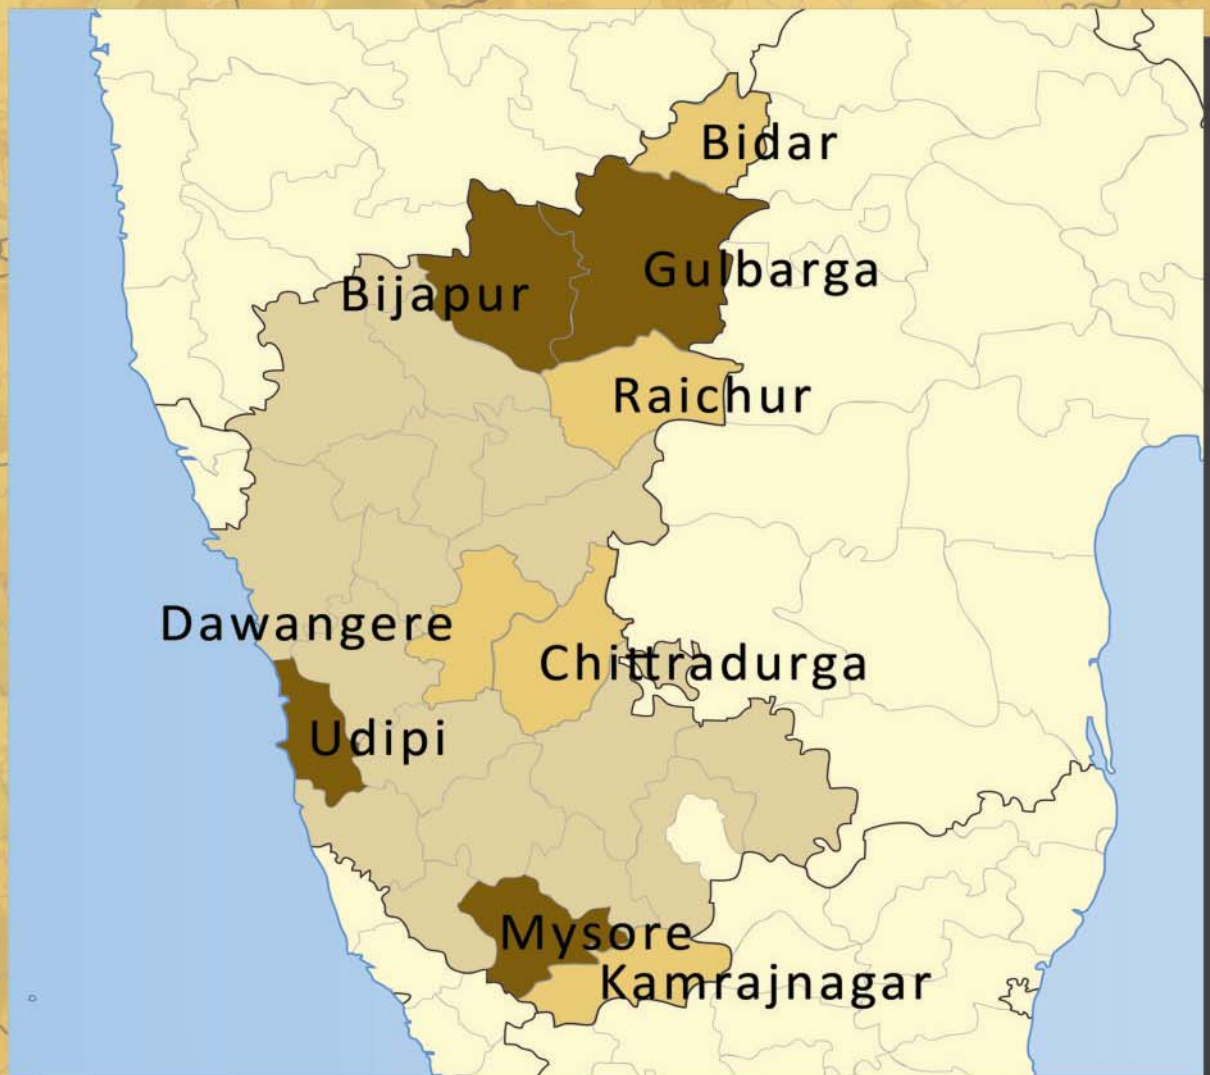 Bidar
Gulbarga
Bijapur
Raichur
Dawangere
Chittradurga
Udipi
Mysore
Kamrajnagar